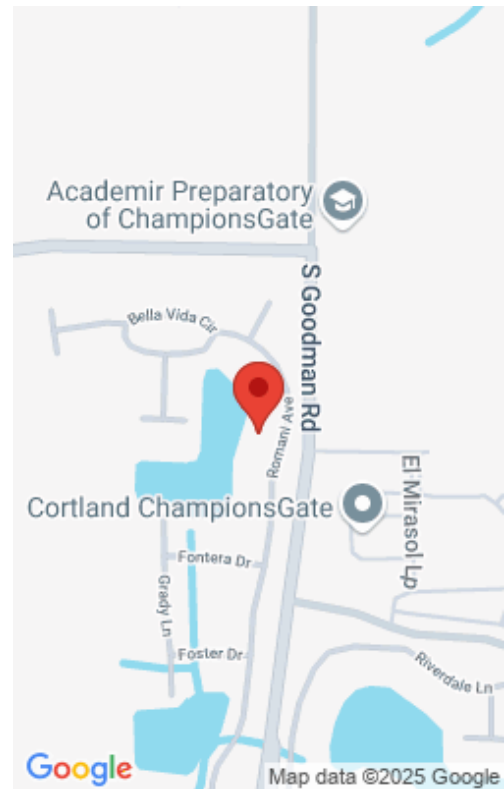 Academir Preparatory
of ChampionsGate
S Goodman Rd
Bella Vida Cir
Romani Ave
Cortland ChampionsGate
El Mirasol Lp
Fontera Dr
Grady Ln
Foster Dr
Riverdale Ln
Google
Map data ©2025 Google